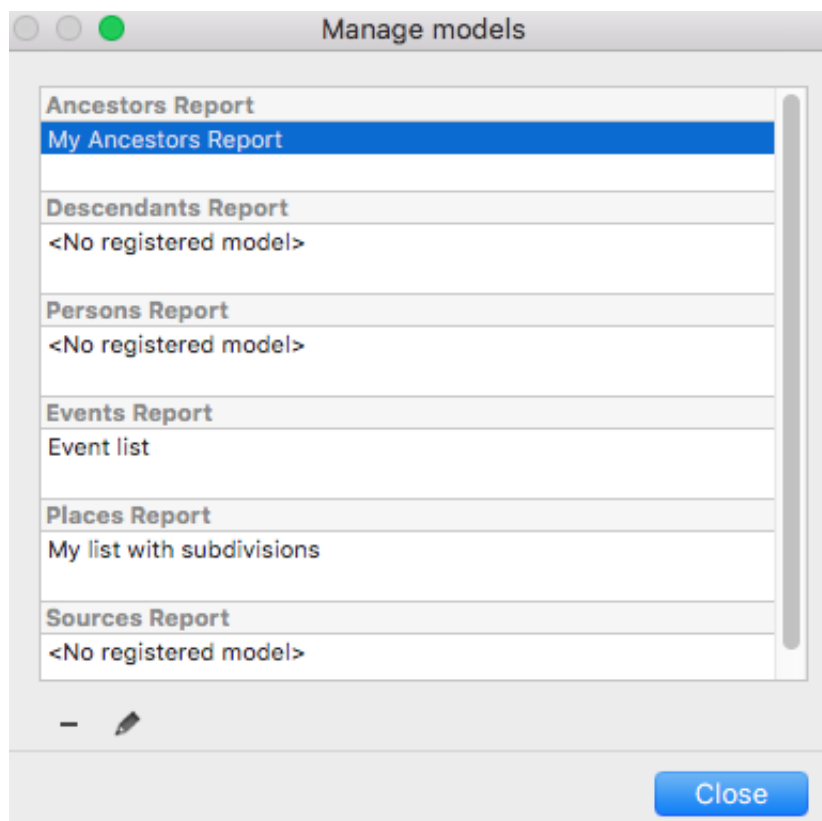 Manage models
Ancestors Report
My Ancestors Report
Descendants Report
<No registered model>
Persons Report
<No registered model>
Events Report
Event list
Places Report
My list with subdivisions
Sources Report
<No registered model>
Close